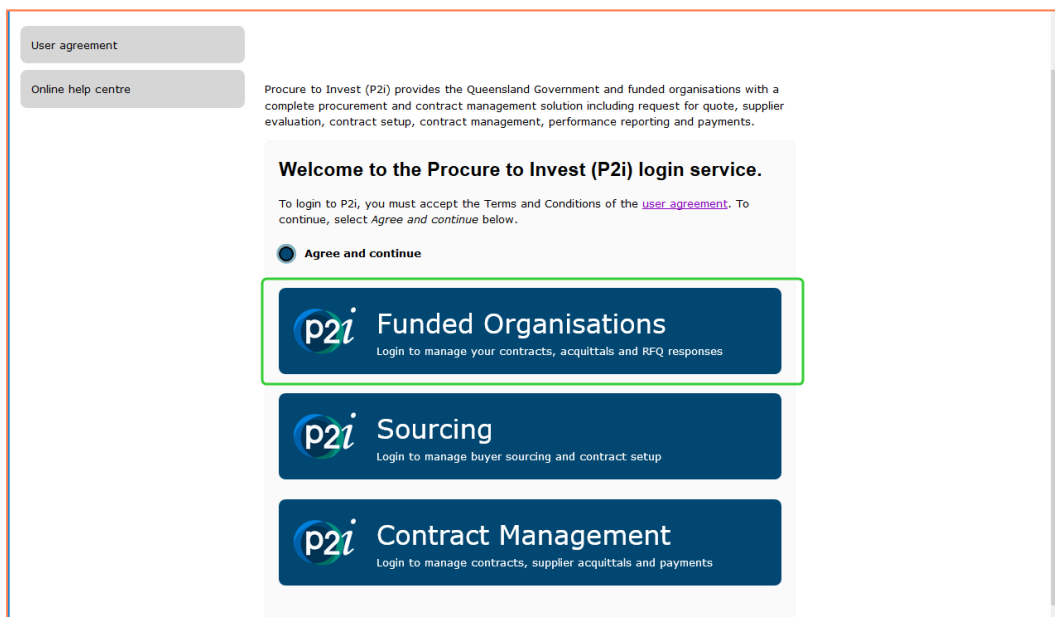 User agreement
Online help centre
Procure to Invest (P2i) provides the Queensland Government and funded organisations with a
complete procurement and contract management solution including request for quote, supplier
evaluation, contract setup, contract management, performance reporting and payments.
Welcome to the Procure to Invest (P2i) login service.
To login to P2i, you must accept the Terms and Conditions of the user agreement. To
continue, select Agree and continue below.
Agree and continue
p2i Funded Organisations
Login to manage your contracts, acquittals and RFQ responses
p2i Sourcing
Login to manage buyer sourcing and contract setup
p2i Contract Management
Login to manage contracts, supplier acquittals and payments